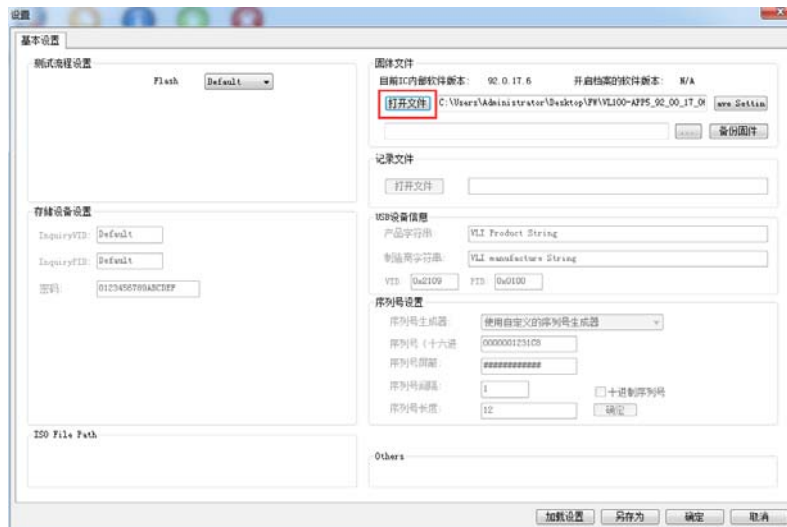 设置
基本设置
测试流程设置
Flash Default
固体文件
目前IC内部软件版本: 92.0.17.6 开启档案的软件版本: N/A
打开文件 C:\Users\Administrator\Desktop\FW\VL100-APP5_92_00_17_0 ave Settin
... 备份固件
记录文件
打开文件
存储设备设置
InquiryVID: Default
InquiryPID: Default
密码: 0123456789ABCDEF
USB设备信息
产品字符串: VLI Product String
制造商字符串: VLI manufacture String
VID: 0x2109 PID: 0x0100
序列号设置
序列号生成器: 使用自定义的序列号生成器
序列号(十六进 0000001231C8
序列号屏蔽: ############
序列号间隔: 1 十进制序列号
序列号长度: 12 确定
ISO File Path
Others
加载设置 另存为 确定 取消